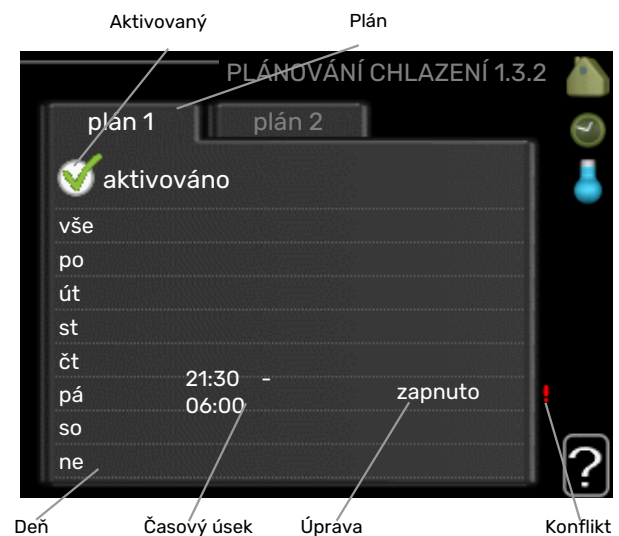 Aktivovaný Plán
PLÁNOVÁNÍ CHLAZENÍ 1.3.2
plán 1 plán 2
aktivováno
vše
po
út
st
čt
pá 21:30 - 06:00 zapnuto !
so
ne
?
Deň Časový úsek Úprava Konflikt